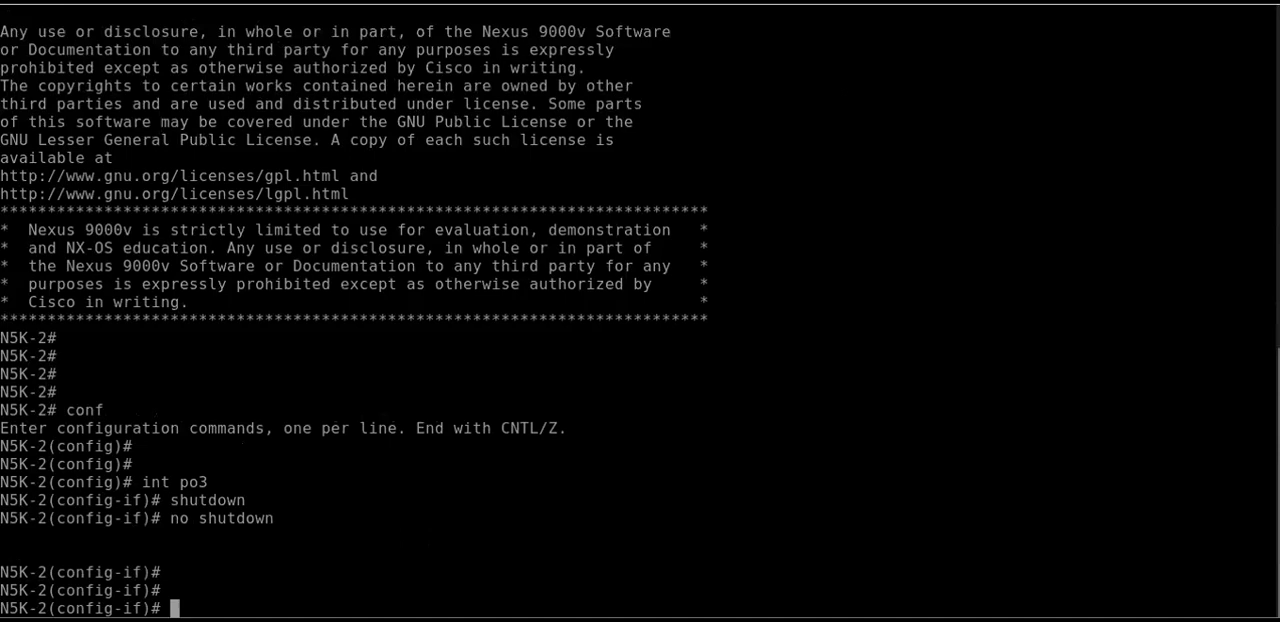 Any use or disclosure, in whole or in part, of the Nexus 9000v Software
or Documentation to any third party for any purposes is expressly
prohibited except as otherwise authorized by Cisco in writing.
The copyrights to certain works contained herein are owned by other
third parties and are used and distributed under license. Some parts
of this software may be covered under the GNU Public License or the
GNU Lesser General Public License. A copy of each such license is
available at
http://www.gnu.org/licenses/gpl.html and
http://www.gnu.org/licenses/lgpl.html
***************************************************************************
*  Nexus 9000v is strictly limited to use for evaluation, demonstration   *
*  and NX-OS education. Any use or disclosure, in whole or in part of     *
*  the Nexus 9000v Software or Documentation to any third party for any   *
*  purposes is expressly prohibited except as otherwise authorized by     *
*  Cisco in writing.                                                      *
***************************************************************************
N5K-2#
N5K-2#
N5K-2#
N5K-2#
N5K-2# conf
Enter configuration commands, one per line. End with CNTL/Z.
N5K-2(config)#
N5K-2(config)#
N5K-2(config)# int po3
N5K-2(config-if)# shutdown
N5K-2(config-if)# no shutdown
N5K-2(config-if)#
N5K-2(config-if)#
N5K-2(config-if)#